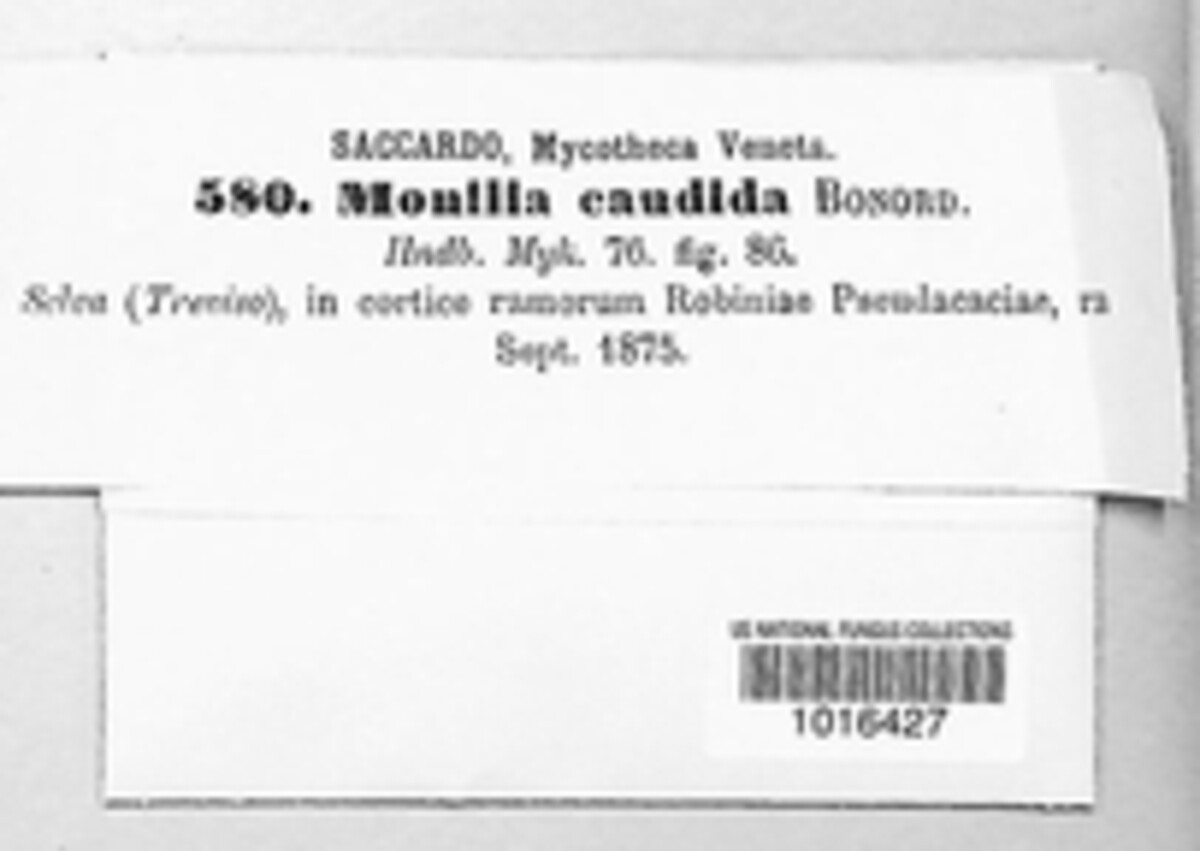 SACCARDO, Mycotheca Veneta.
580. Monilia candida BONORD.
Hndb. Myk. 76. fig. 86.
Selva (Treviso), in cortice ramorum Robiniae Pseudacaciae, ra
Sept. 1875.
US NATIONAL FUNGUS COLLECTIONS
1016427